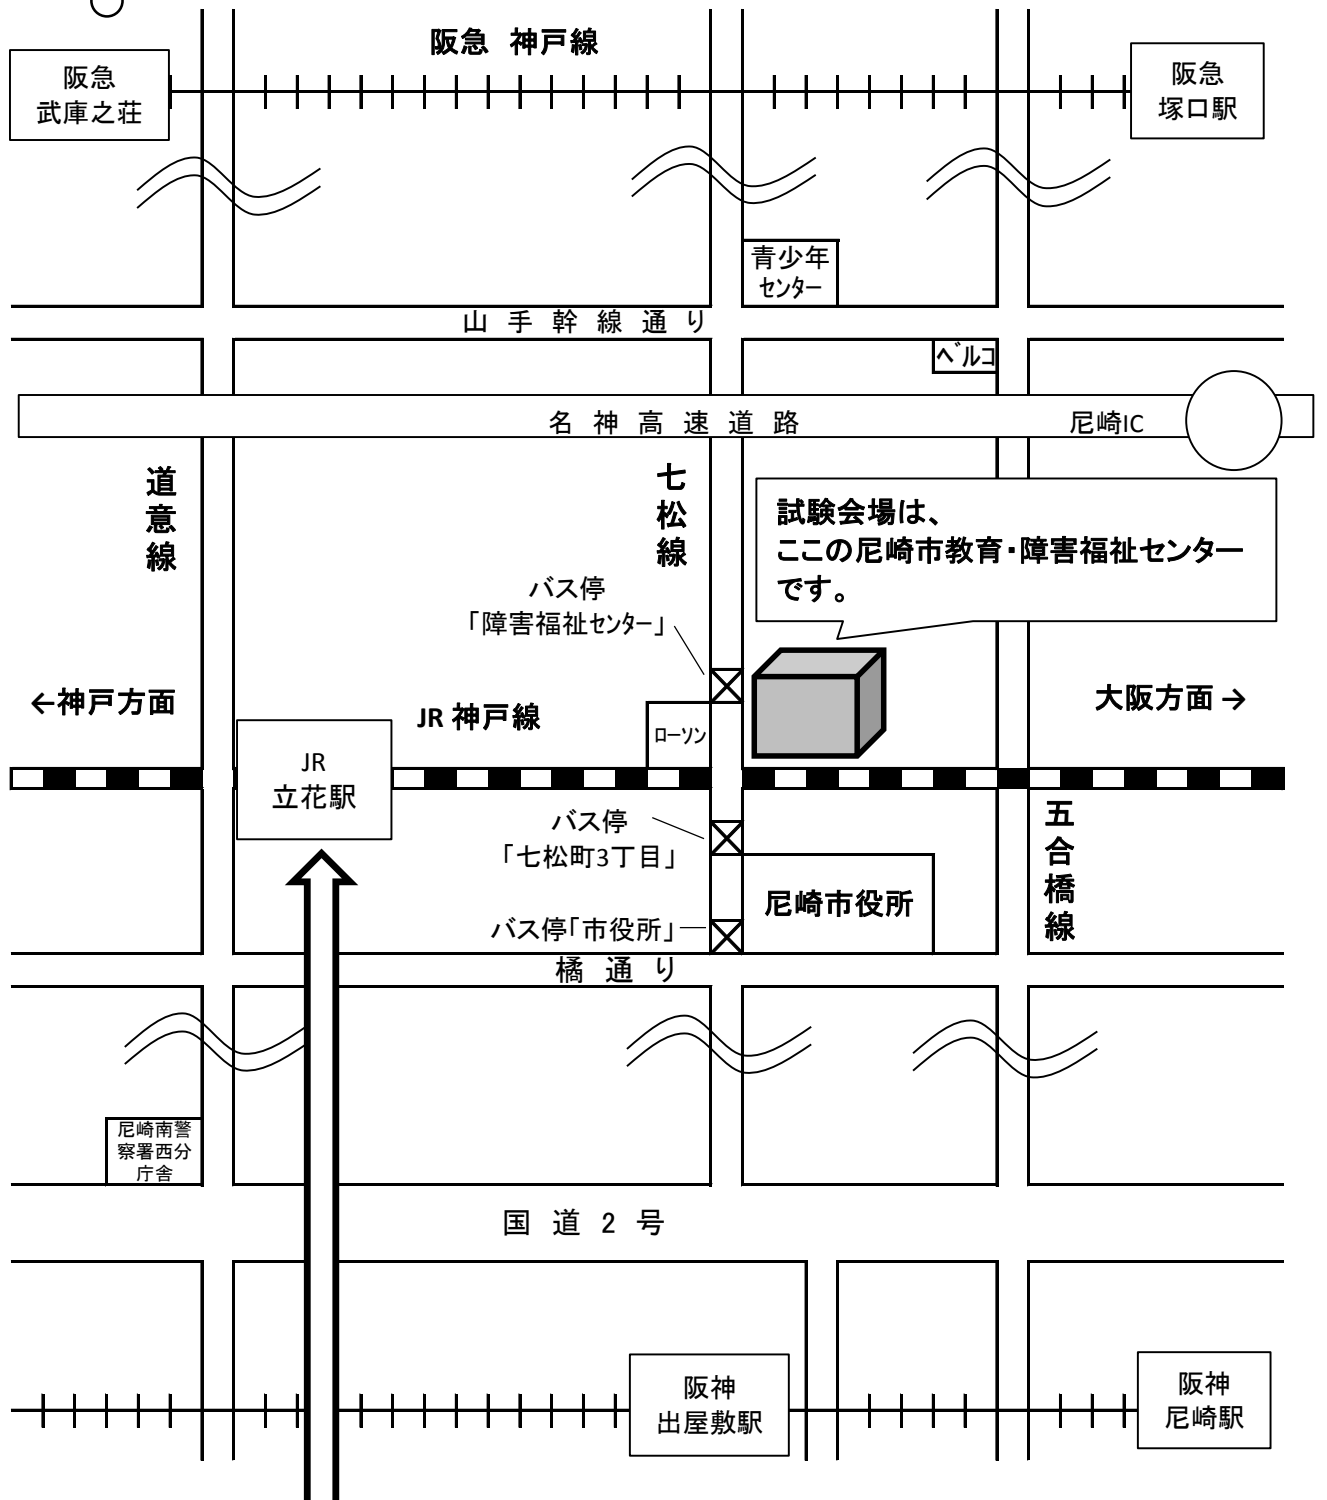 阪急 神戸線
阪急
武庫之荘
阪急
塚口駅
青少年
センター
山手幹線通り
ベルコ
名神高速道路
尼崎IC
道意線
七松線
試験会場は、
ここの尼崎市教育・障害福祉センター
です。
バス停
「障害福祉センター」
←神戸方面
JR 神戸線
大阪方面→
ローソン
JR
立花駅
バス停
「七松町3丁目」
五合橋線
尼崎市役所
バス停「市役所」
橘通り
尼崎南警
察署西分
庁舎
国道2号
阪神
出屋敷駅
阪神
尼崎駅